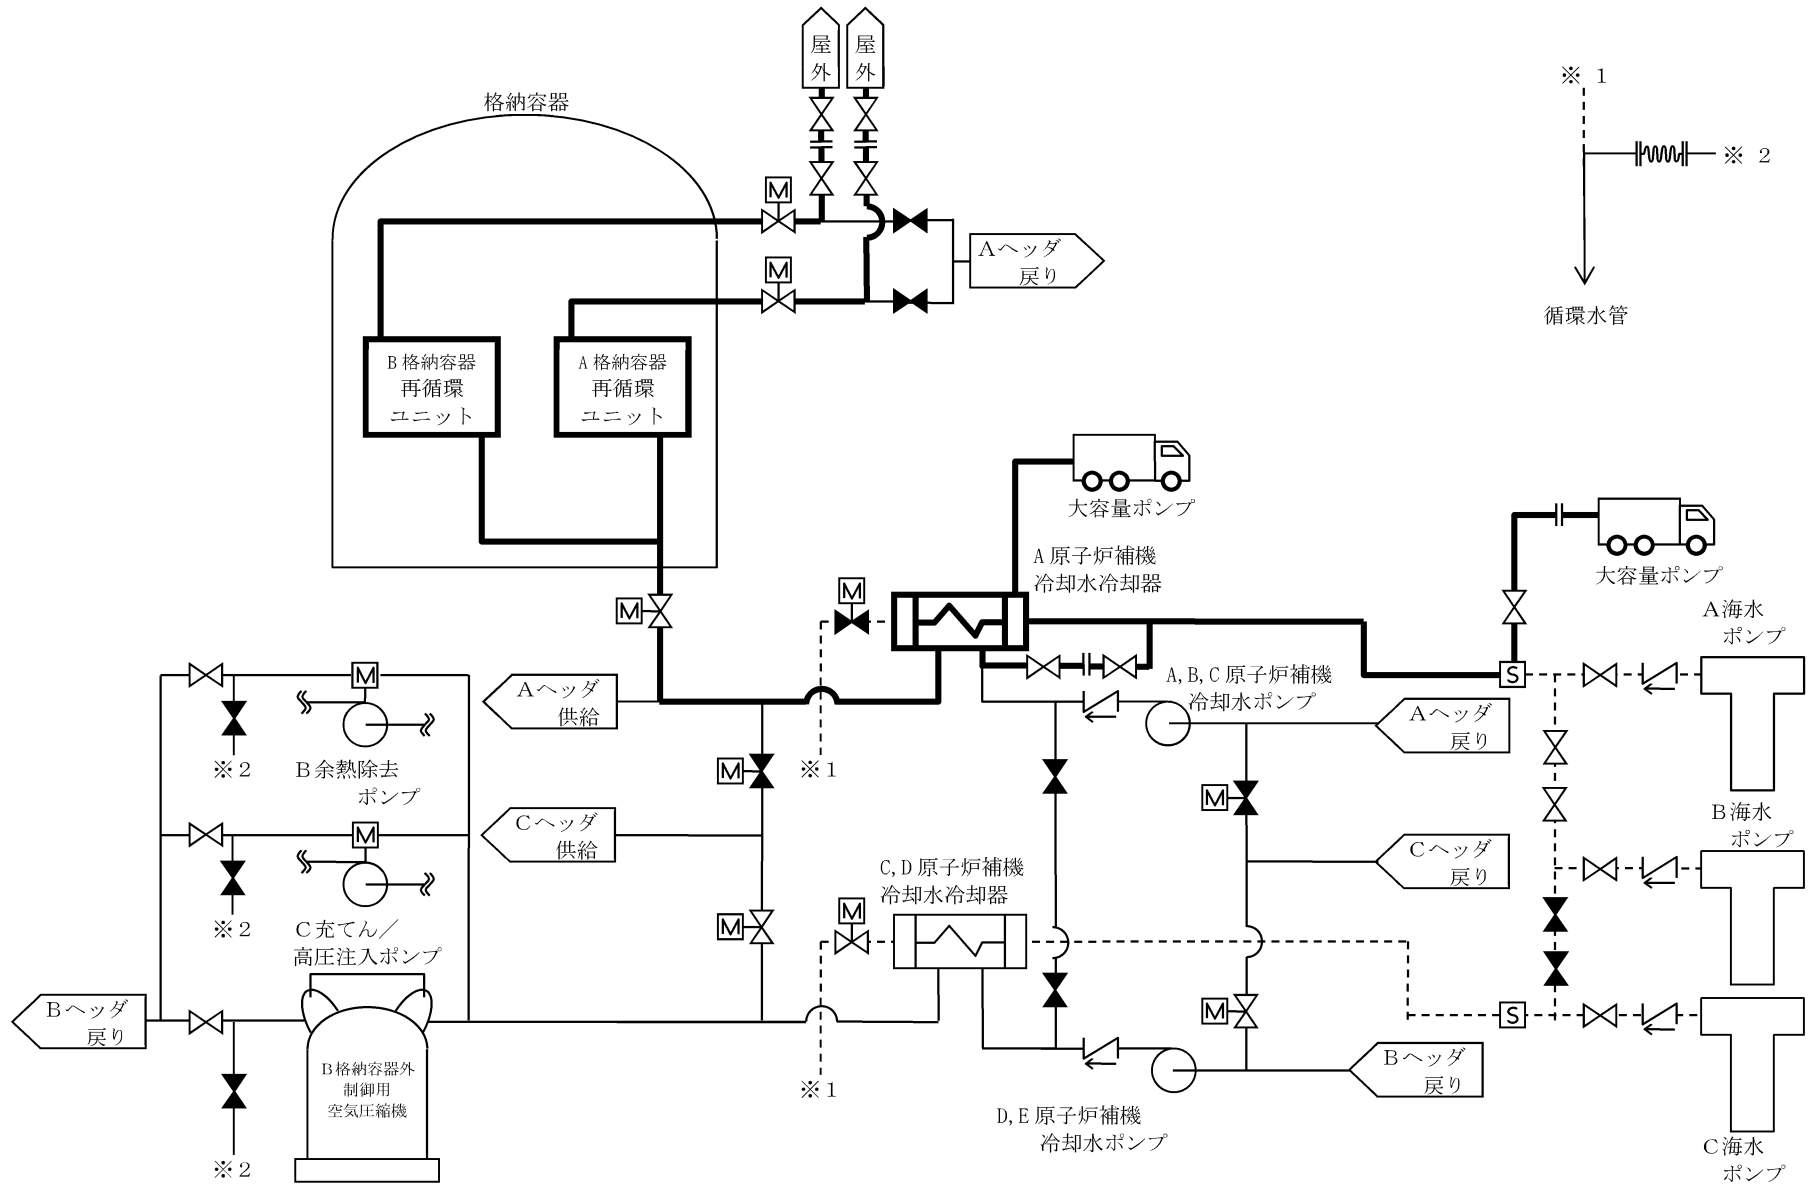 屋外
屋外
※1
※2
循環水管
格納容器
M
M
Aヘッダ
戻り
B格納容器
再循環
ユニット
A格納容器
再循環
ユニット
大容量ポンプ
大容量ポンプ
A原子炉補機
冷却水冷却器
M
M
A海水
ポンプ
S
M
Aヘッダ
供給
A,B,C原子炉補機
冷却水ポンプ
Aヘッダ
戻り
※2
B余熱除去
ポンプ
M
※1
M
B海水
ポンプ
M
Cヘッダ
供給
Cヘッダ
戻り
C,D原子炉補機
冷却水冷却器
※2
C充てん/
高圧注入ポンプ
M
M
Bヘッダ
戻り
M
S
B格納容器外
制御用
空気圧縮機
※1
Bヘッダ
戻り
D,E原子炉補機
冷却水ポンプ
※2
C海水
ポンプ